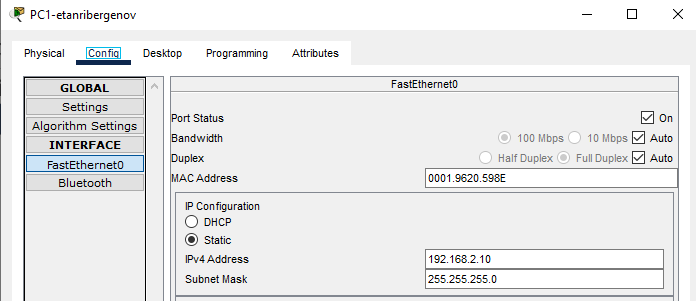 PC1-etanribergenov
Physical Config Desktop Programming Attributes
GLOBAL
Settings
Algorithm Settings
INTERFACE
FastEthernet0
Bluetooth
FastEthernet0
Port Status On
Bandwidth 100 Mbps 10 Mbps Auto
Duplex Half Duplex Full Duplex Auto
MAC Address 0001.9620.598E
IP Configuration
DHCP
Static
IPv4 Address 192.168.2.10
Subnet Mask 255.255.255.0